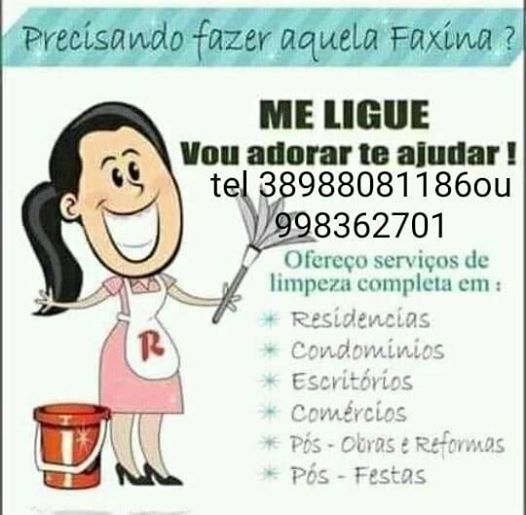 Precisando fazer aquela Faxina ?
ME LIGUE
Vou adorar te ajudar !
tel 38988081186ou
998362701
Ofereço serviços de
limpeza completa em :
* Residencias
* Condominios
* Escritórios
* Comércios
* Pós - Obras e Reformas
* Pós - Festas
R